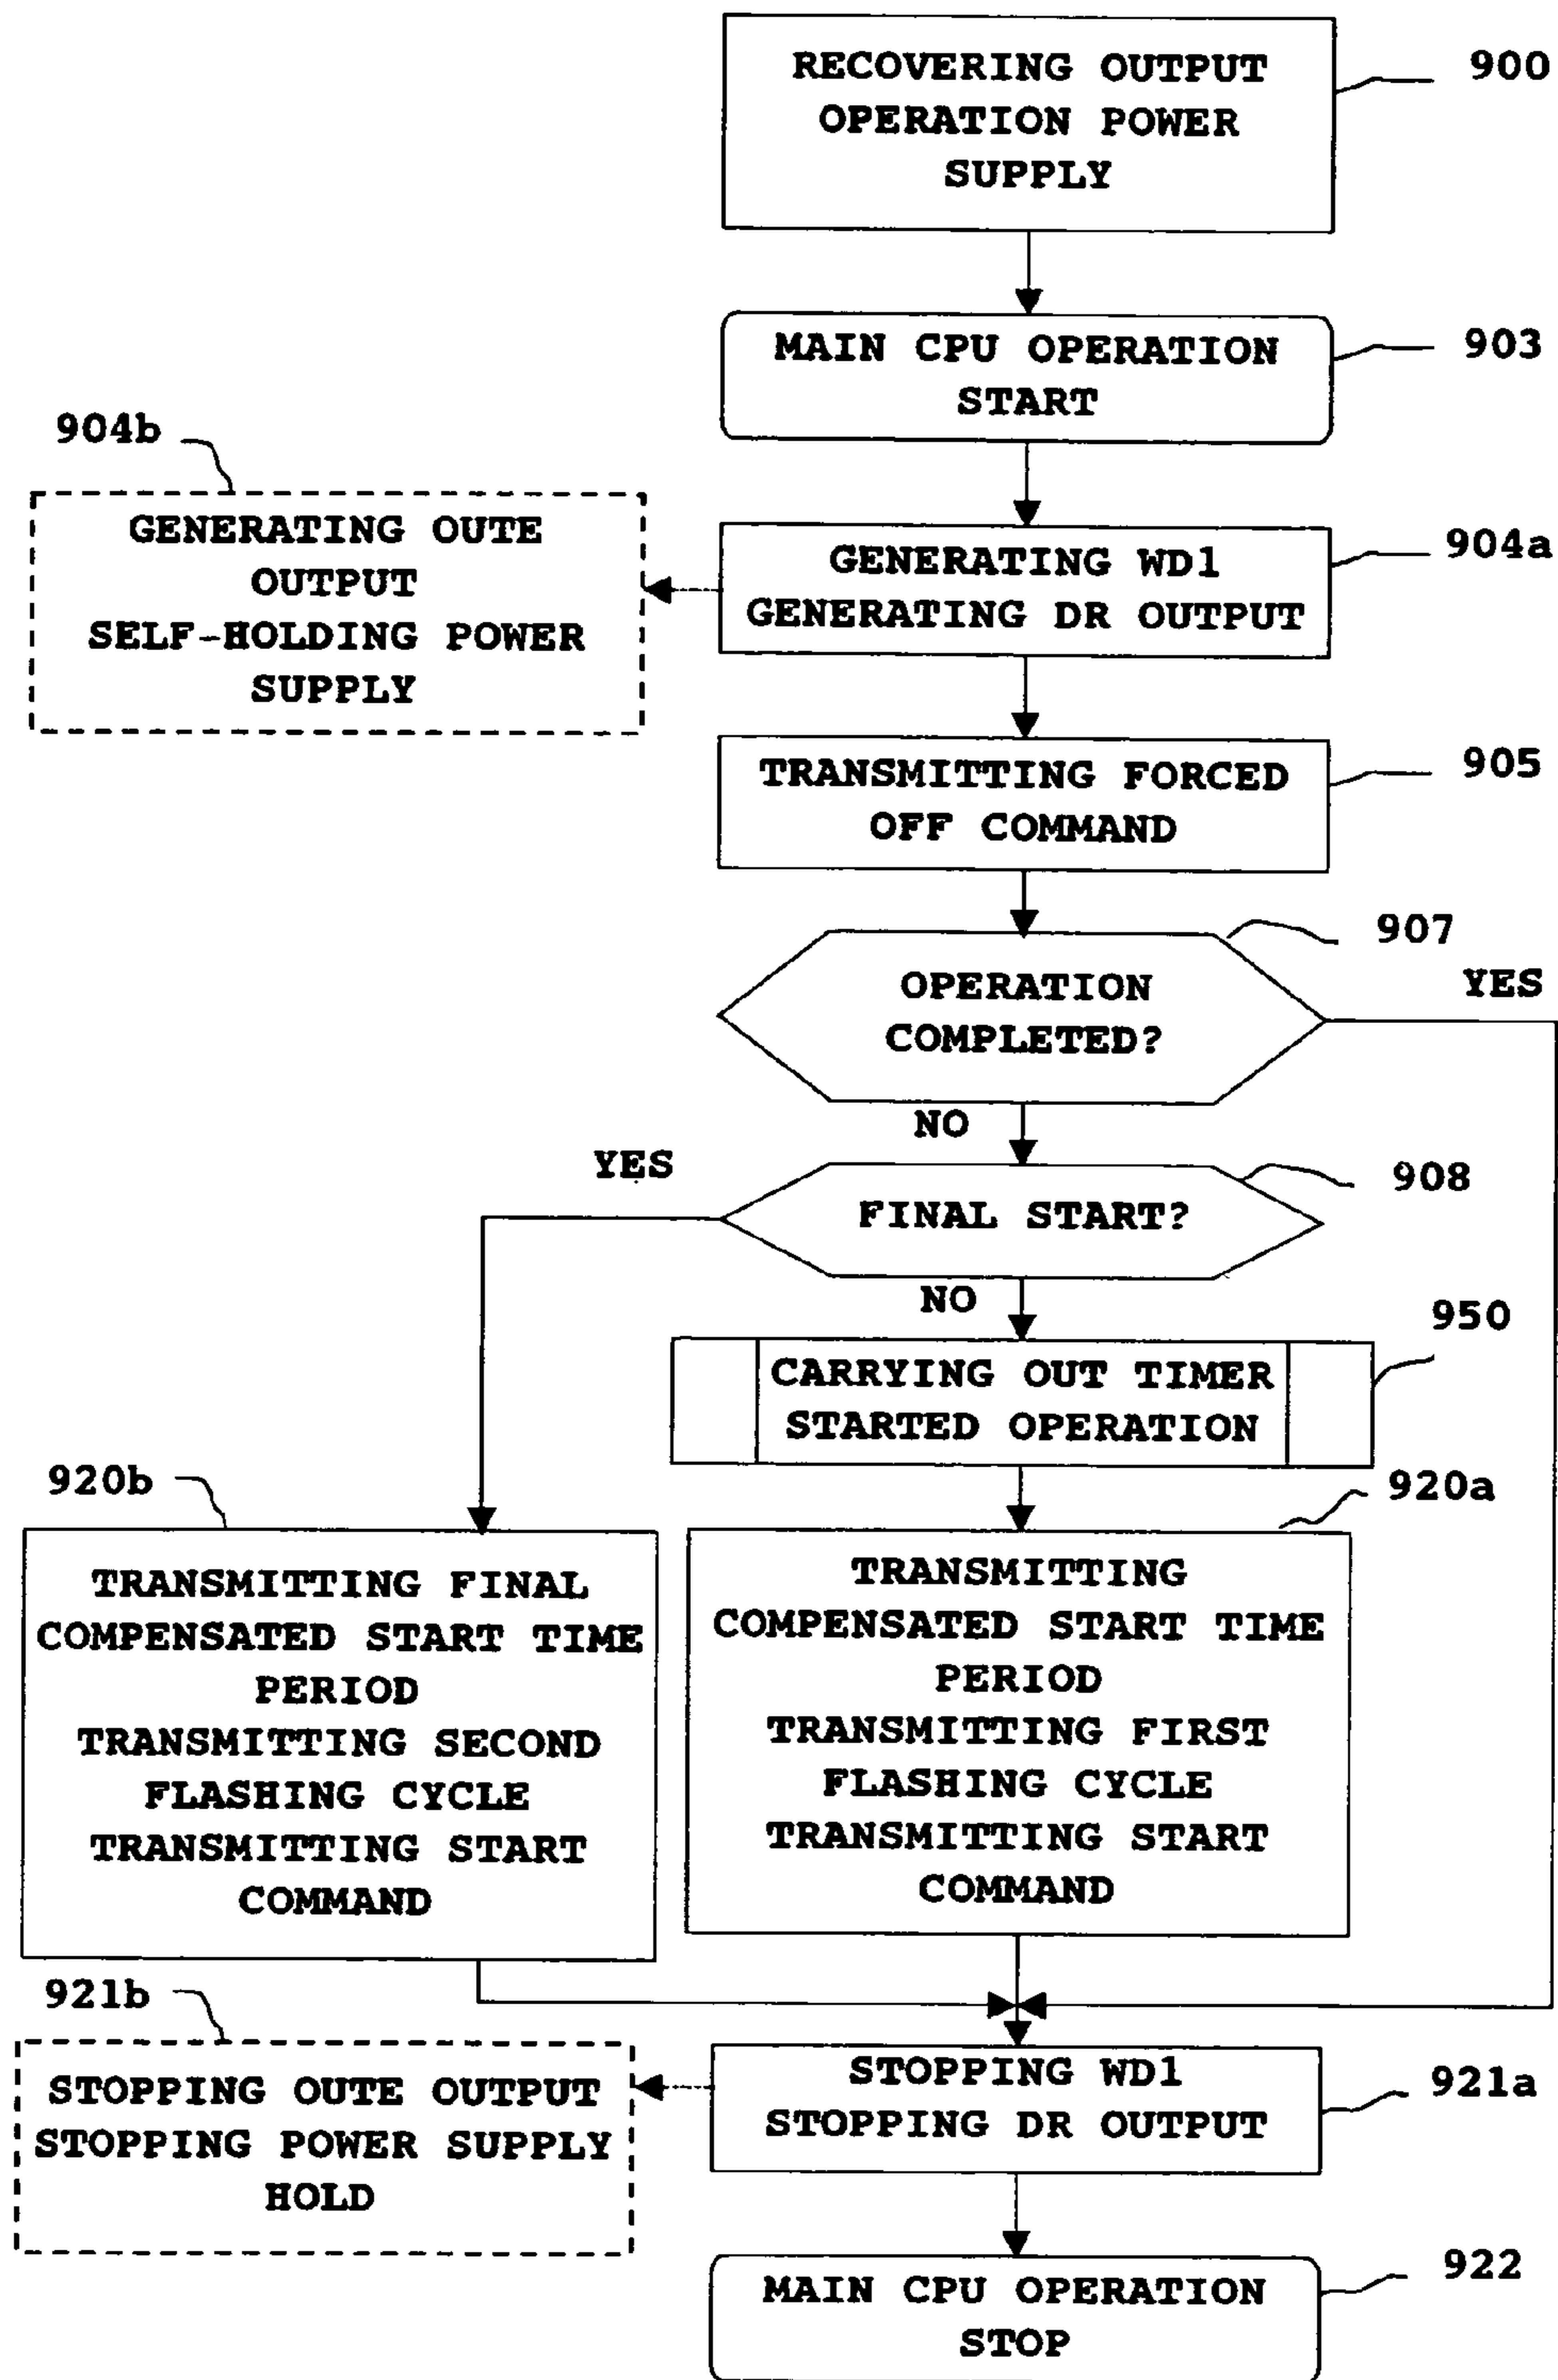 RECOVERING OUTPUT
OPERATION POWER
SUPPLY
900
MAIN CPU OPERATION
START
903
904b
GENERATING OUTE
OUTPUT
SELF-HOLDING POWER
SUPPLY
GENERATING WD1
GENERATING DR OUTPUT
904a
TRANSMITTING FORCED
OFF COMMAND
905
907
OPERATION
COMPLETED?
YES
NO
YES
908
FINAL START?
NO
950
CARRYING OUT TIMER
STARTED OPERATION
920b
920a
TRANSMITTING FINAL
COMPENSATED START TIME
PERIOD
TRANSMITTING SECOND
FLASHING CYCLE
TRANSMITTING START
COMMAND
TRANSMITTING
COMPENSATED START TIME
PERIOD
TRANSMITTING FIRST
FLASHING CYCLE
TRANSMITTING START
COMMAND
921b
STOPPING OUTE OUTPUT
STOPPING POWER SUPPLY
HOLD
STOPPING WD1
STOPPING DR OUTPUT
921a
MAIN CPU OPERATION
STOP
922